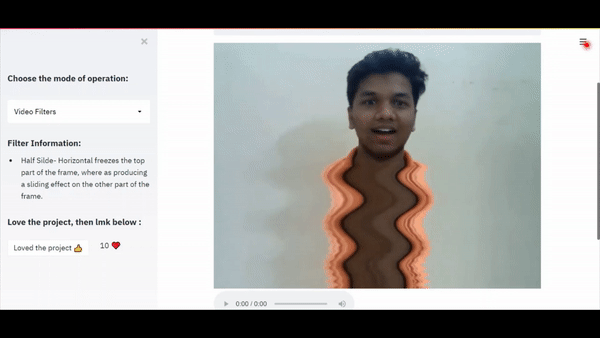 Choose the mode of operation:
Video Filters
Filter Information:
Half Silde- Horizontal freezes the top
part of the frame, where as producing
a sliding effect on the other part of the
frame.
Love the project, then lmk below :
Loved the project 👍 10 ❤️
0:00 / 0:00